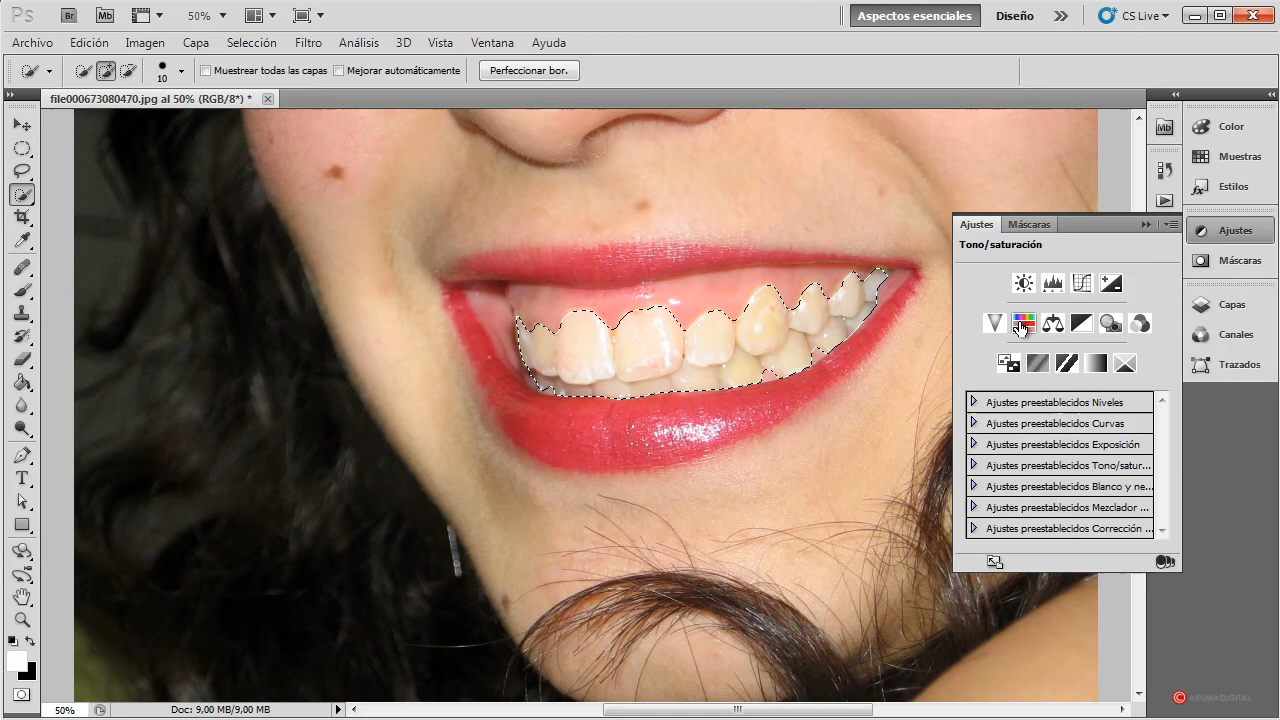 Ps Br Mb 50% Aspectos esenciales Diseño CS Live
Archivo Edición Imagen Capa Selección Filtro Análisis 3D Vista Ventana Ayuda
10 Muestrear todas las capas Mejorar automáticamente Perfeccionar bor.
file000673080470.jpg al 50% (RGB/8*) *
Mb
Color
Muestras
Estilos
Ajustes
Máscaras
Capas
Canales
Trazados
Ajustes Máscaras
Tono/saturación
Ajustes preestablecidos Niveles
Ajustes preestablecidos Curvas
Ajustes preestablecidos Exposición
Ajustes preestablecidos Tono/satur...
Ajustes preestablecidos Blanco y ne...
Ajustes preestablecidos Mezclador ...
Ajustes preestablecidos Corrección ...
T
© ARUMADIGITAL
50% Doc: 9,00 MB/9,00 MB